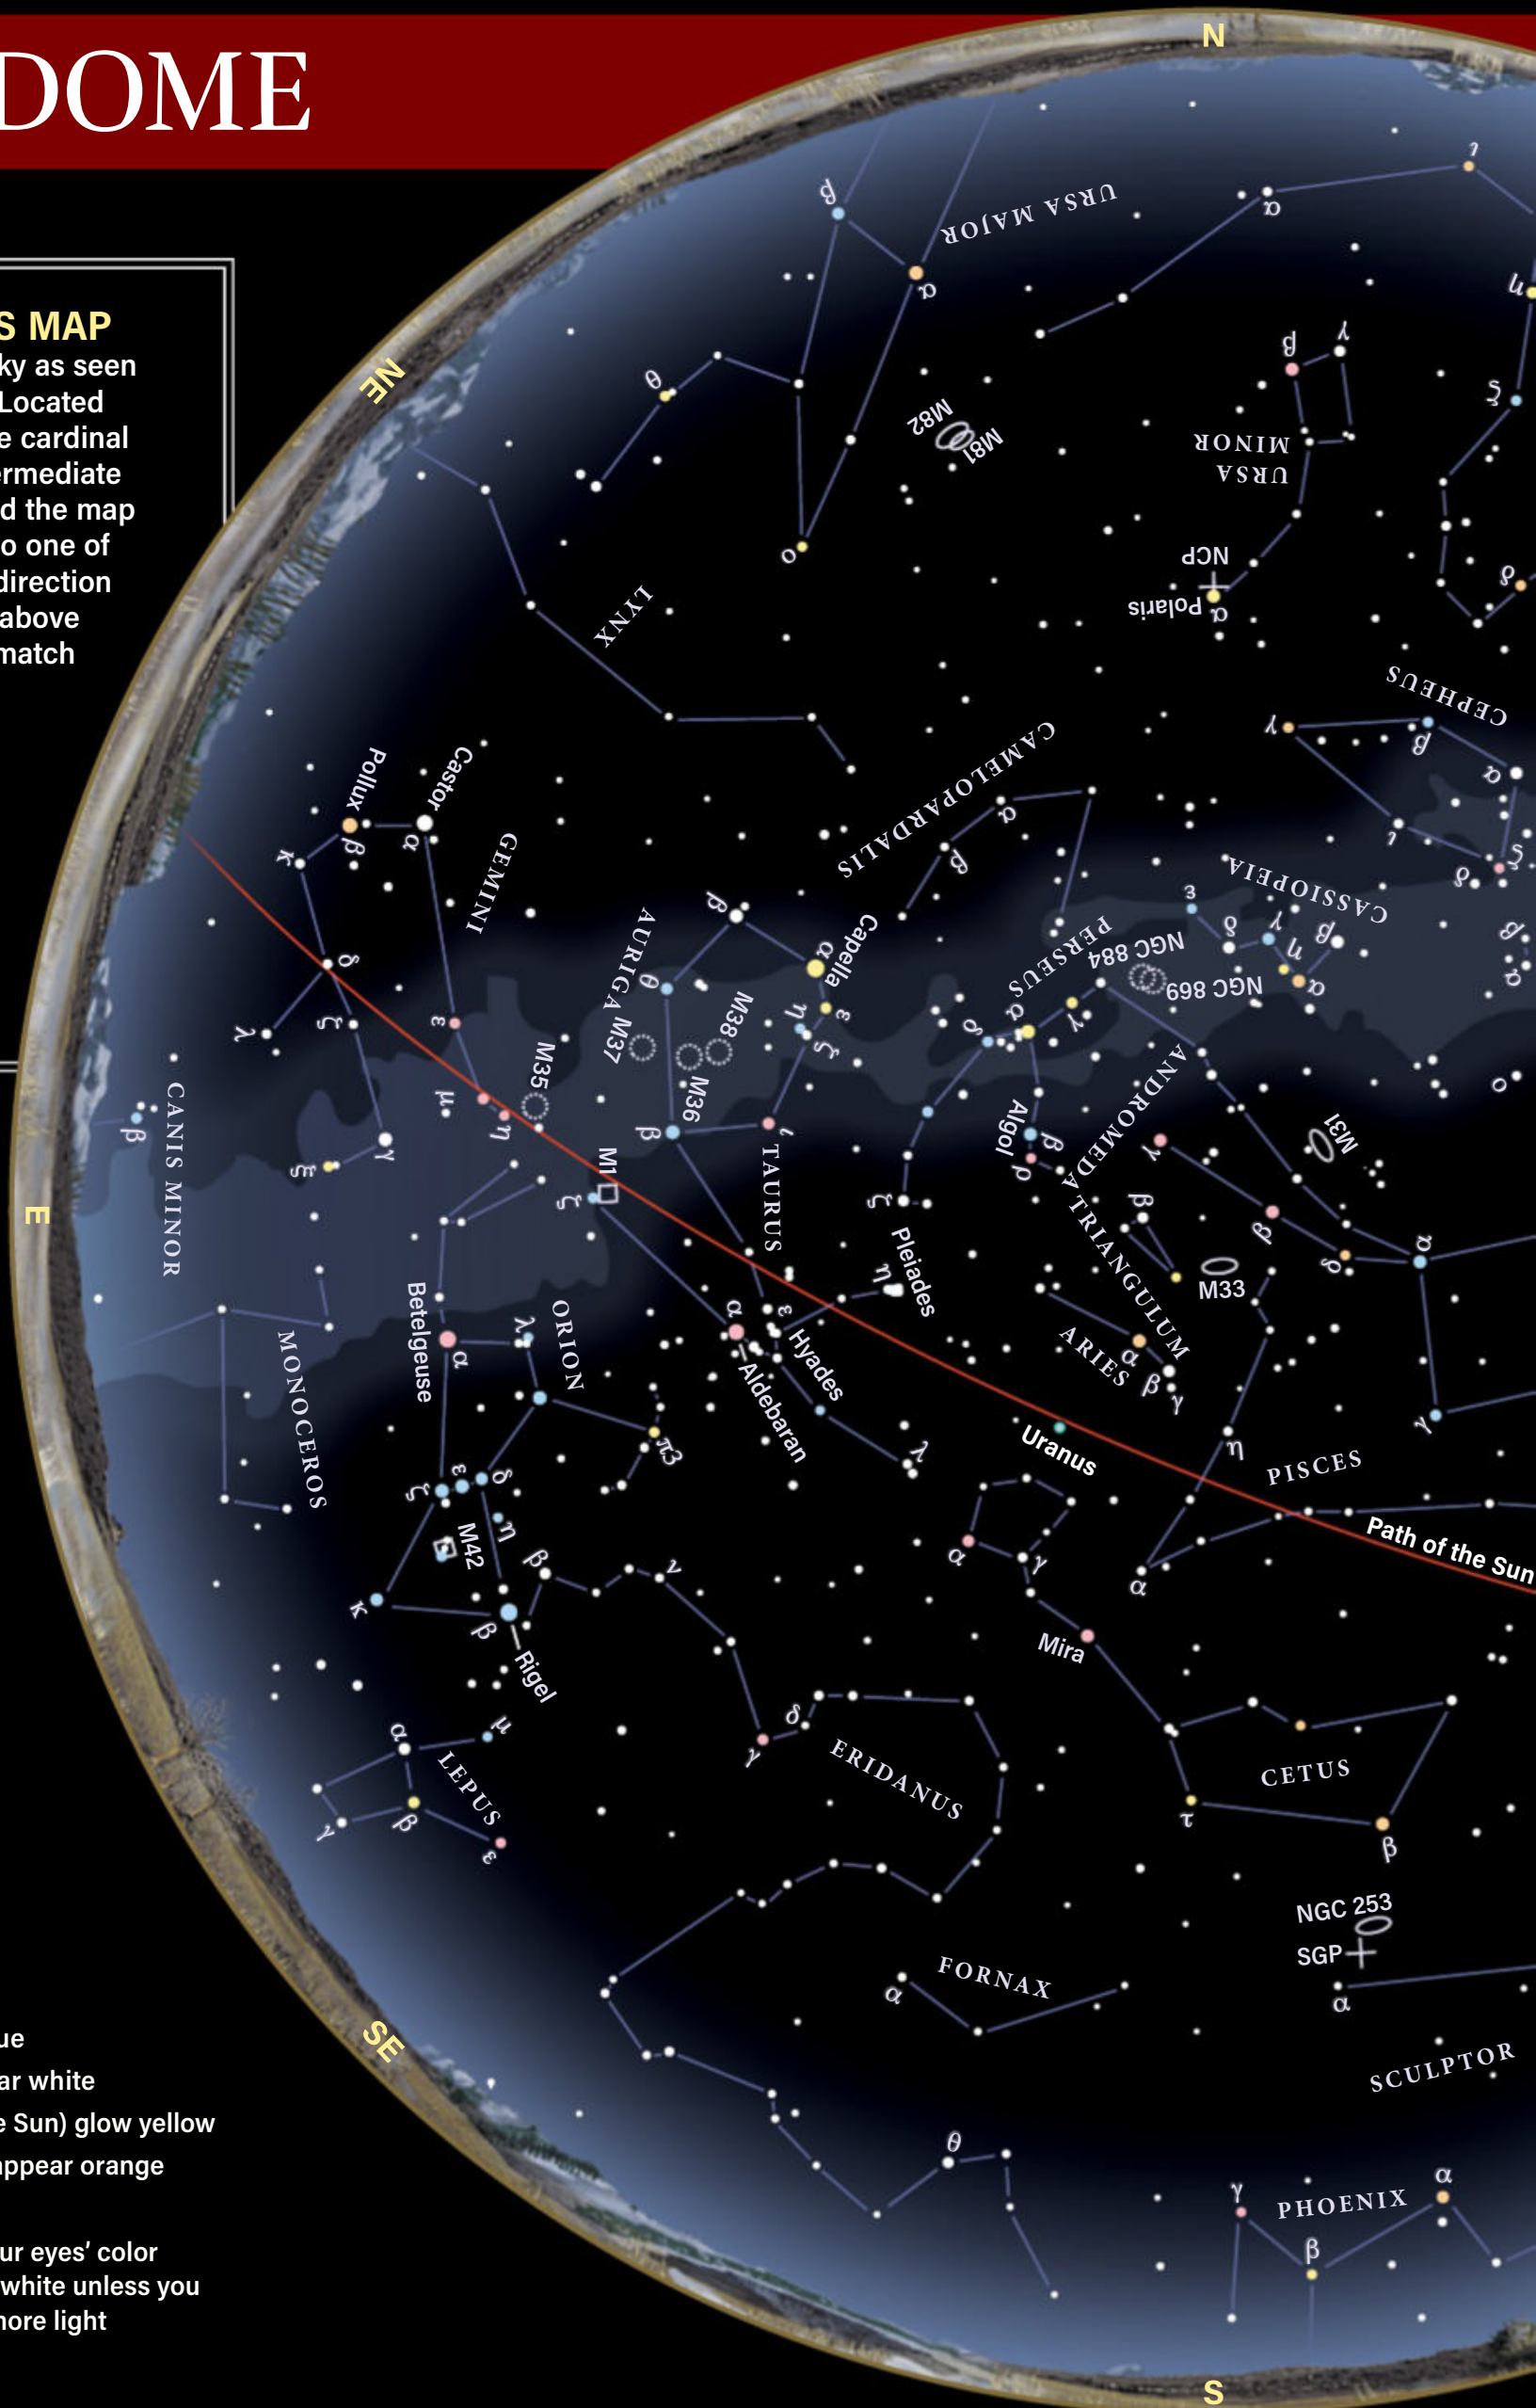 DOME
S MAP
ky as seen
Located
e cardinal
ermediate
d the map
o one of
direction
above
match
N
NE
E
SE
S
β
URSA MAJOR
α
α
ι
η
ζ
δ
θ
ο
M82
M81
β
γ
URSA
MINOR
NCP
Polaris
α
LYNX
CEPHEUS
γ
β
α
ι
ζ
δ
CAMELOPARDALIS
α
β
Pollux
β
Castor
α
κ
GEMINI
δ
λ
ζ
ε
μ
η
γ
ξ
M35
AURIGA
β
α
Capella
θ
ε
η
ζ
ι
β
M37
M38
M36
PERSEUS
NGC 884
NGC 869
γ
α
δ
Algol
β
ρ
ζ
CASSIOPEIA
ε
δ
γ
η
β
α
β
α
ο
ANDROMEDA
M31
γ
β
δ
α
γ
TRIANGULUM
β
M33
ARIES
α
β
γ
CANIS MINOR
β
M1
ζ
TAURUS
Pleiades
η
α
ε
Hyades
Aldebaran
λ
MONOCEROS
Betelgeuse
α
ORION
λ
π3
ζ
ε
δ
η
M42
κ
β
Rigel
β
ν
Uranus
PISCES
η
α
Path of the Sun
α
γ
Mira
CETUS
τ
β
LEPUS
α
μ
β
γ
ε
ERIDANUS
γ
δ
θ
FORNAX
α
NGC 253
SGP
α
SCULPTOR
PHOENIX
γ
α
β
ue
ar white
e Sun) glow yellow
appear orange
ur eyes’ color
white unless you
more light